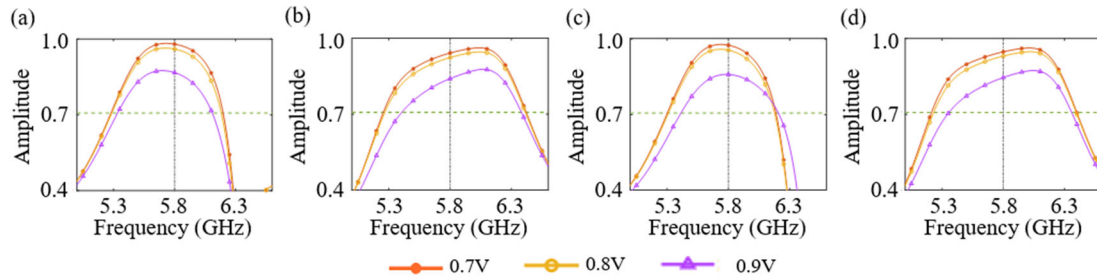 (a) (b) (c) (d)
1.0 1.0 1.0 1.0
Amplitude Amplitude Amplitude Amplitude
0.7 0.7 0.7 0.7
0.4 0.4 0.4 0.4
5.3 5.8 6.3 5.3 5.8 6.3 5.3 5.8 6.3 5.3 5.8 6.3
Frequency (GHz) Frequency (GHz) Frequency (GHz) Frequency (GHz)
0.7V 0.8V 0.9V